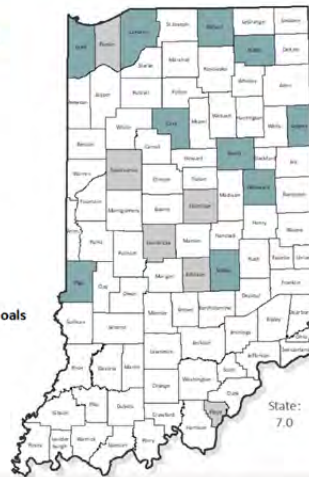 St Joseph
LaGrange
Steuben
Lake
Porter
LaPorte
Elkhart
Noble
DeKalb
Starke
Marshall
Kosciusko
Whitley
Allen
Jasper
Pulaski
Fulton
Newton
White
Cass
Miami
Wabash
Huntington
Wells
Adams
Benton
Carroll
Howard
Grant
Blackford
Jay
Warren
Tippecanoe
Clinton
Tipton
Delaware
Randolph
Fountain
Montgomery
Boone
Hamilton
Madison
Henry
Wayne
Parke
Putnam
Hendricks
Marion
Hancock
Rush
Fayette
Union
Vigo
Clay
Owen
Morgan
Johnson
Shelby
Decatur
Franklin
oals
Sullivan
Greene
Monroe
Brown
Bartholomew
Jennings
Ripley
Dearborn
Ohio
Jackson
Jefferson
Switzerland
Knox
Daviess
Martin
Lawrence
Washington
Scott
Orange
Clark
Gibson
Pike
Dubois
Crawford
Harrison
Floyd
State:
7.0
Posey
Warrick
Spencer
Perry